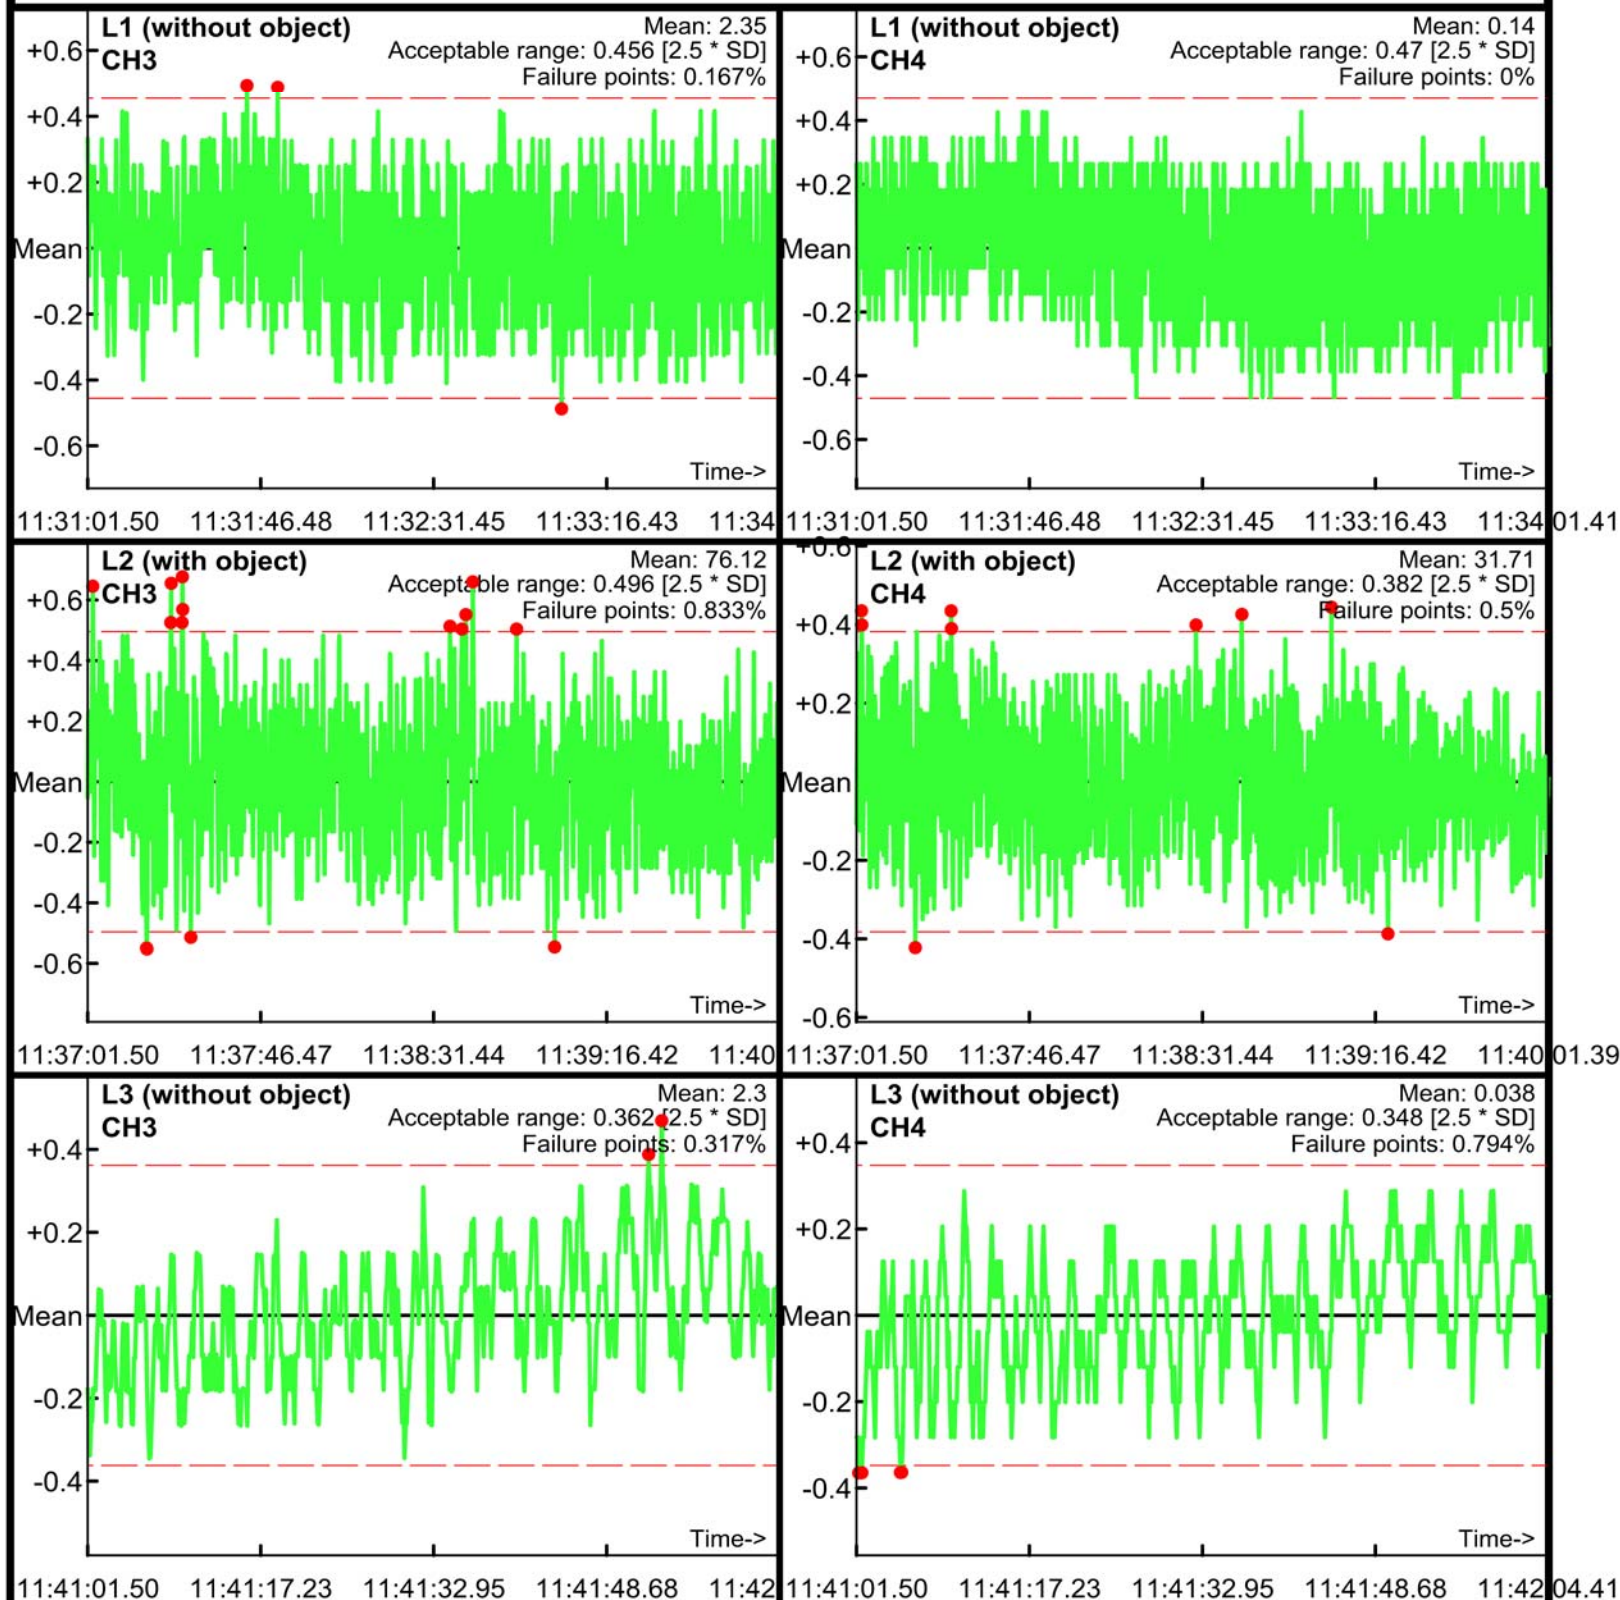 L1 (without object)
CH3
Mean: 2.35
Acceptable range: 0.456 [2.5 * SD]
Failure points: 0.167%
+0.6
+0.4
+0.2
Mean
-0.2
-0.4
-0.6
Time->
11:31:01.50 11:31:46.48 11:32:31.45 11:33:16.43 11:34
L1 (without object)
CH4
Mean: 0.14
Acceptable range: 0.47 [2.5 * SD]
Failure points: 0%
+0.6
+0.4
+0.2
Mean
-0.2
-0.4
-0.6
Time->
11:31:01.50 11:31:46.48 11:32:31.45 11:33:16.43 11:34:01.41
L2 (with object)
CH3
Mean: 76.12
Acceptable range: 0.496 [2.5 * SD]
Failure points: 0.833%
+0.6
+0.4
+0.2
Mean
-0.2
-0.4
-0.6
Time->
11:37:01.50 11:37:46.47 11:38:31.44 11:39:16.42 11:40
L2 (with object)
CH4
Mean: 31.71
Acceptable range: 0.382 [2.5 * SD]
Failure points: 0.5%
+0.6
+0.4
+0.2
Mean
-0.2
-0.4
-0.6
Time->
11:37:01.50 11:37:46.47 11:38:31.44 11:39:16.42 11:40:01.39
L3 (without object)
CH3
Mean: 2.3
Acceptable range: 0.362 [2.5 * SD]
Failure points: 0.317%
+0.4
+0.2
Mean
-0.2
-0.4
Time->
11:41:01.50 11:41:17.23 11:41:32.95 11:41:48.68 11:42
L3 (without object)
CH4
Mean: 0.038
Acceptable range: 0.348 [2.5 * SD]
Failure points: 0.794%
+0.4
+0.2
Mean
-0.2
-0.4
Time->
11:41:01.50 11:41:17.23 11:41:32.95 11:41:48.68 11:42:04.41